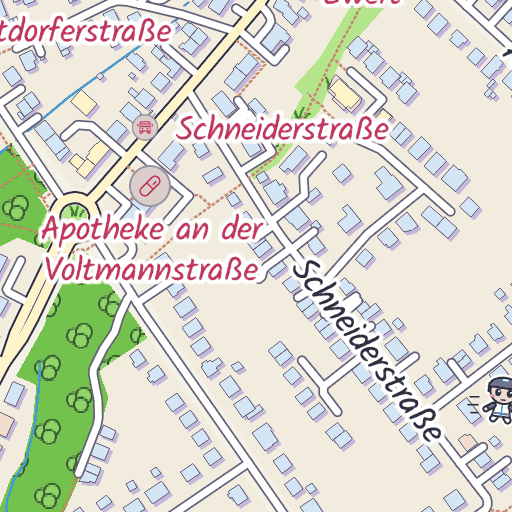 tdorferstraße
Schneiderstraße
Apotheke an der
Voltmannstraße
Schneiderstraße